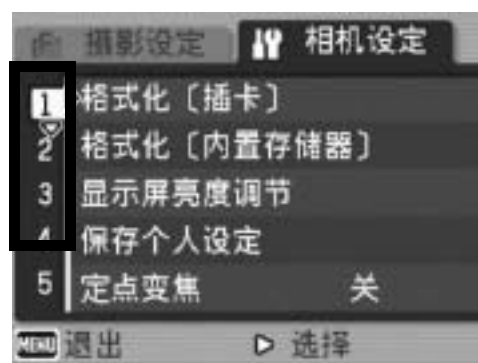 摄影设定 相机设定
1 格式化〔插卡〕
2 格式化〔内置存储器〕
3 显示屏亮度调节
4 保存个人设定
5 定点变焦 关
MENU 退出 选择